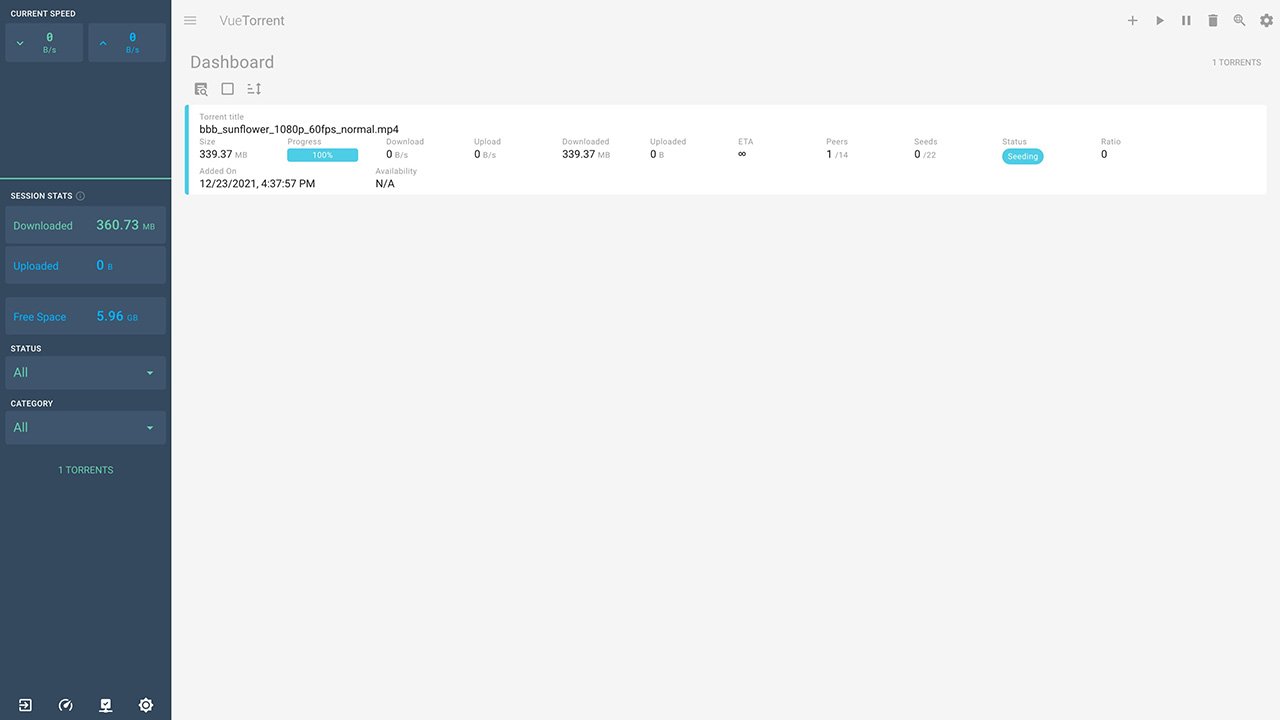 CURRENT SPEED
0
B/s
0
B/s
SESSION STATS
Downloaded 360.73 MB
Uploaded 0 B
Free Space 5.96 GB
STATUS
All
CATEGORY
All
1 TORRENTS
VueTorrent
Dashboard
1 TORRENTS
Torrent title
bbb_sunflower_1080p_60fps_normal.mp4
Size Progress Download Upload Downloaded Uploaded ETA Peers Seeds Status Ratio
339.37 MB 100% 0 B/s 0 B/s 339.37 MB 0 B ∞ 1 /14 0 /22 Seeding 0
Added On Availability
12/23/2021, 4:37:57 PM N/A